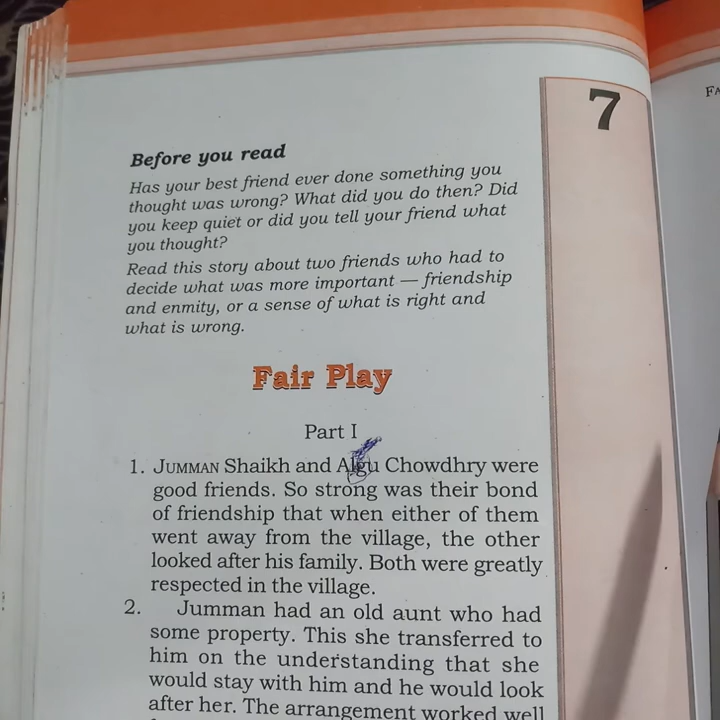 7
Before you read
Has your best friend ever done something you
thought was wrong? What did you do then? Did
you keep quiet or did you tell your friend what
you thought?
Read this story about two friends who had to
decide what was more important — friendship
and enmity, or a sense of what is right and
what is wrong.
Fair Play
Part I
1. JUMMAN Shaikh and Algu Chowdhry were
good friends. So strong was their bond
of friendship that when either of them
went away from the village, the other
looked after his family. Both were greatly
respected in the village.
2. Jumman had an old aunt who had
some property. This she transferred to
him on the understanding that she
would stay with him and he would look
after her. The arrangement worked well